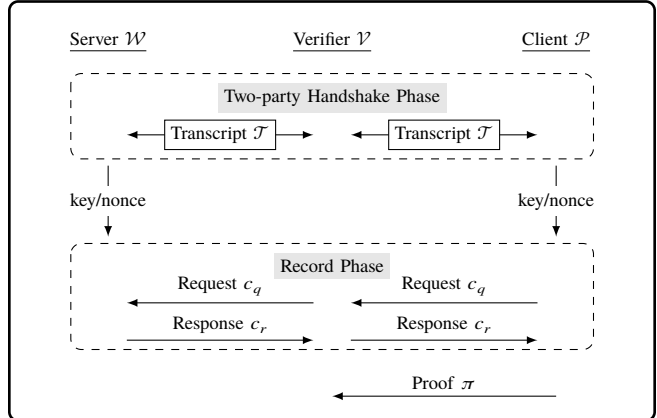 Server 𝒲 Verifier 𝒱 Client 𝒫
Two-party Handshake Phase
Transcript 𝒯 Transcript 𝒯
key/nonce key/nonce
Record Phase
Request c_q Request c_q
Response c_r Response c_r
Proof π